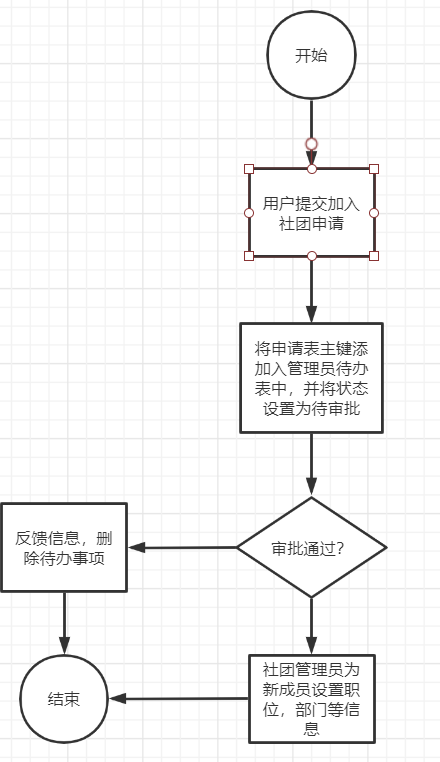 开始
用户提交加入
社团申请
将申请表主键添
加入管理员待办
表中，并将状态
设置为待审批
审批通过?
反馈信息，删
除待办事项
社团管理员为
新成员设置职
位，部门等信
息
结束